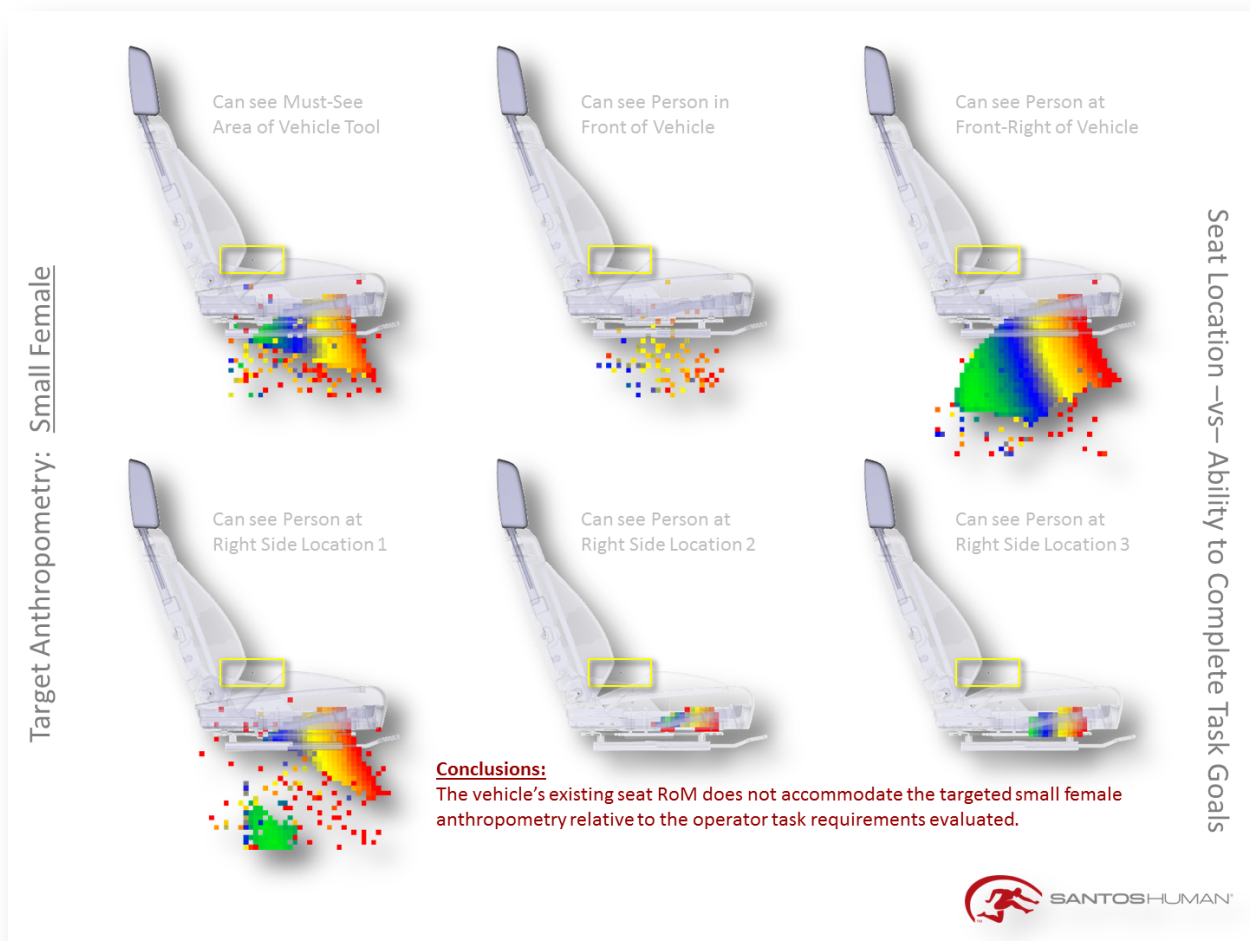 Can see Must-See
Area of Vehicle Tool
Can see Person in
Front of Vehicle
Can see Person at
Front-Right of Vehicle
Target Anthropometry: Small Female
Seat Location –vs– Ability to Complete Task Goals
Can see Person at
Right Side Location 1
Can see Person at
Right Side Location 2
Can see Person at
Right Side Location 3
Conclusions:
The vehicle's existing seat RoM does not accommodate the targeted small female
anthropometry relative to the operator task requirements evaluated.
SANTOSHUMAN